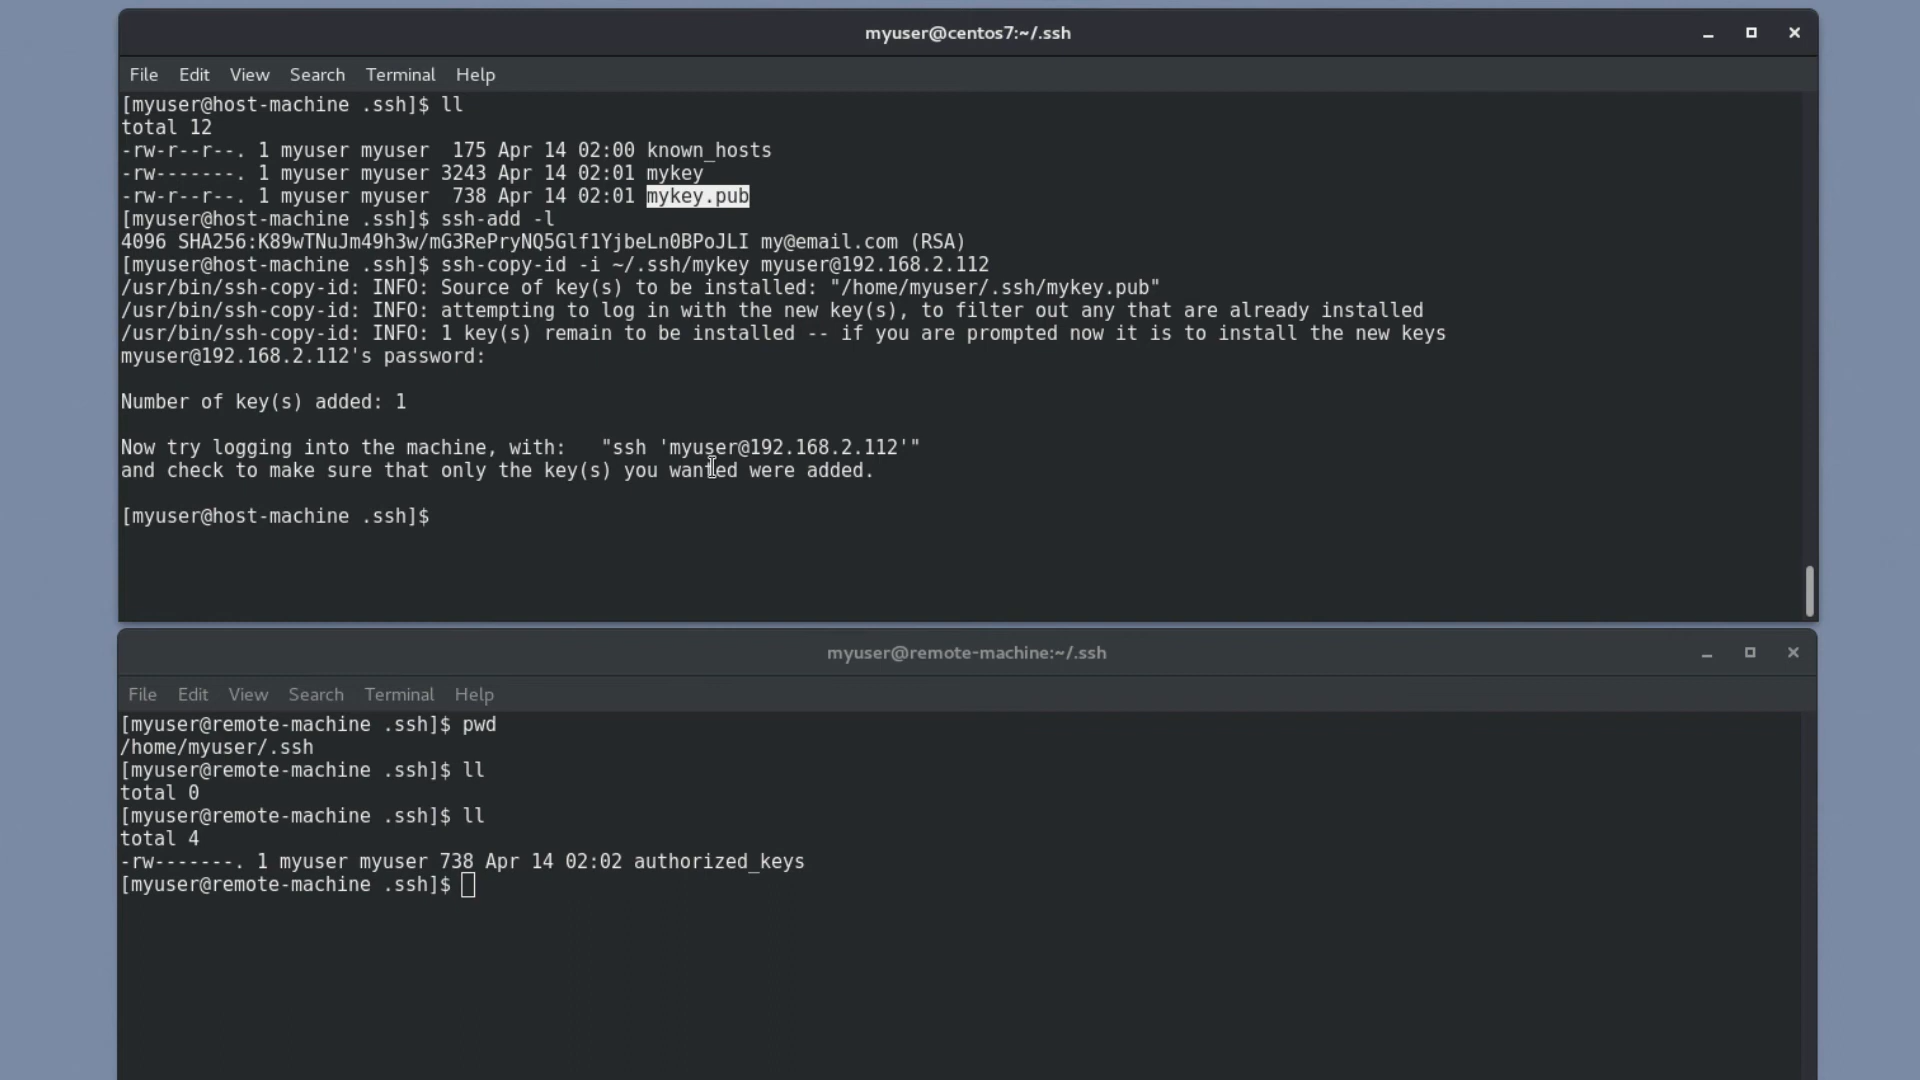 myuser@centos7:~/.ssh
File Edit View Search Terminal Help
[myuser@host-machine .ssh]$ ll
total 12
-rw-r--r--. 1 myuser myuser  175 Apr 14 02:00 known_hosts
-rw-------. 1 myuser myuser 3243 Apr 14 02:01 mykey
-rw-r--r--. 1 myuser myuser  738 Apr 14 02:01 mykey.pub
[myuser@host-machine .ssh]$ ssh-add -l
4096 SHA256:K89wTNuJm49h3w/mG3RePryNQ5Glf1YjbeLn0BPoJLI my@email.com (RSA)
[myuser@host-machine .ssh]$ ssh-copy-id -i ~/.ssh/mykey myuser@192.168.2.112
/usr/bin/ssh-copy-id: INFO: Source of key(s) to be installed: "/home/myuser/.ssh/mykey.pub"
/usr/bin/ssh-copy-id: INFO: attempting to log in with the new key(s), to filter out any that are already installed
/usr/bin/ssh-copy-id: INFO: 1 key(s) remain to be installed -- if you are prompted now it is to install the new keys
myuser@192.168.2.112's password:
Number of key(s) added: 1
Now try logging into the machine, with:   "ssh 'myuser@192.168.2.112'"
and check to make sure that only the key(s) you wanted were added.
[myuser@host-machine .ssh]$
myuser@remote-machine:~/.ssh
File Edit View Search Terminal Help
[myuser@remote-machine .ssh]$ pwd
/home/myuser/.ssh
[myuser@remote-machine .ssh]$ ll
total 0
[myuser@remote-machine .ssh]$ ll
total 4
-rw-------. 1 myuser myuser 738 Apr 14 02:02 authorized_keys
[myuser@remote-machine .ssh]$